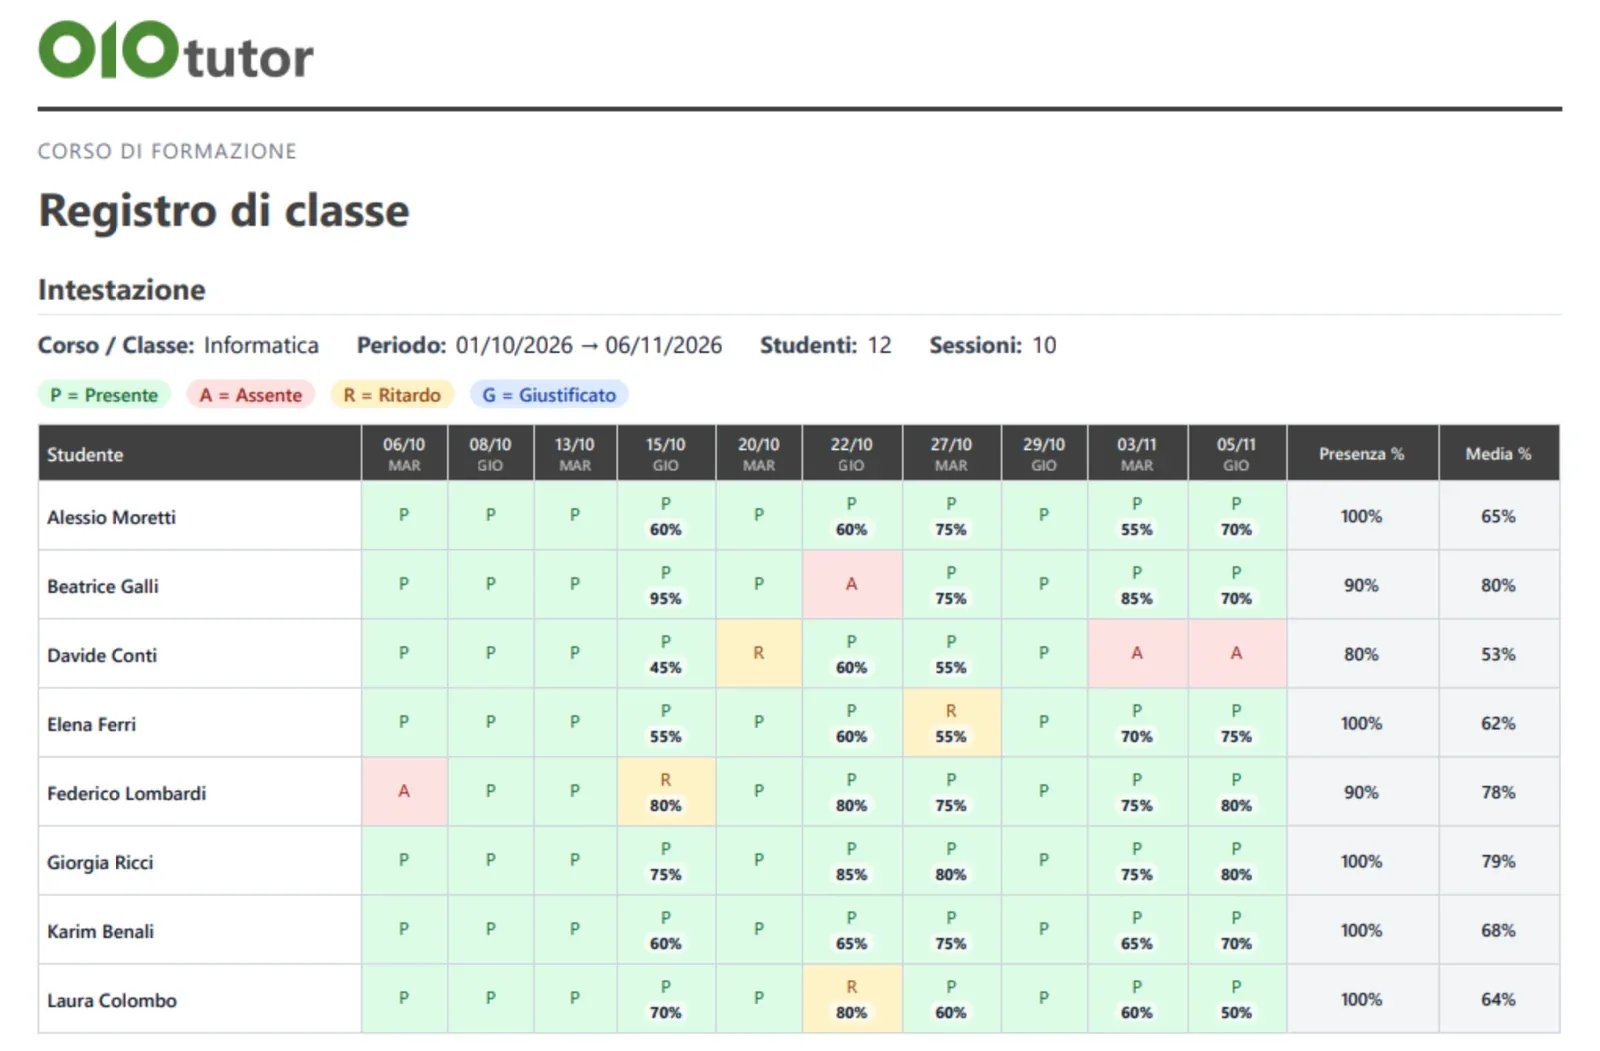 010tutor
CORSO DI FORMAZIONE
Registro di classe
Intestazione
Corso / Classe: Informatica Periodo: 01/10/2026 → 06/11/2026 Studenti: 12 Sessioni: 10
P = Presente A = Assente R = Ritardo G = Giustificato
Studente 06/10 MAR 08/10 GIO 13/10 MAR 15/10 GIO 20/10 MAR 22/10 GIO 27/10 MAR 29/10 GIO 03/11 MAR 05/11 GIO Presenza % Media %
Alessio Moretti P P P P 60% P P 60% P 75% P P 55% P 70% 100% 65%
Beatrice Galli P P P P 95% P A P 75% P P 85% P 70% 90% 80%
Davide Conti P P P P 45% R P 60% P 55% P A A 80% 53%
Elena Ferri P P P P 55% P P 60% R 55% P P 70% P 75% 100% 62%
Federico Lombardi A P P R 80% P P 80% P 75% P P 75% P 80% 90% 78%
Giorgia Ricci P P P P 75% P P 85% P 80% P P 75% P 80% 100% 79%
Karim Benali P P P P 60% P P 65% P 75% P P 65% P 70% 100% 68%
Laura Colombo P P P P 70% P R 80% P 60% P P 60% P 50% 100% 64%